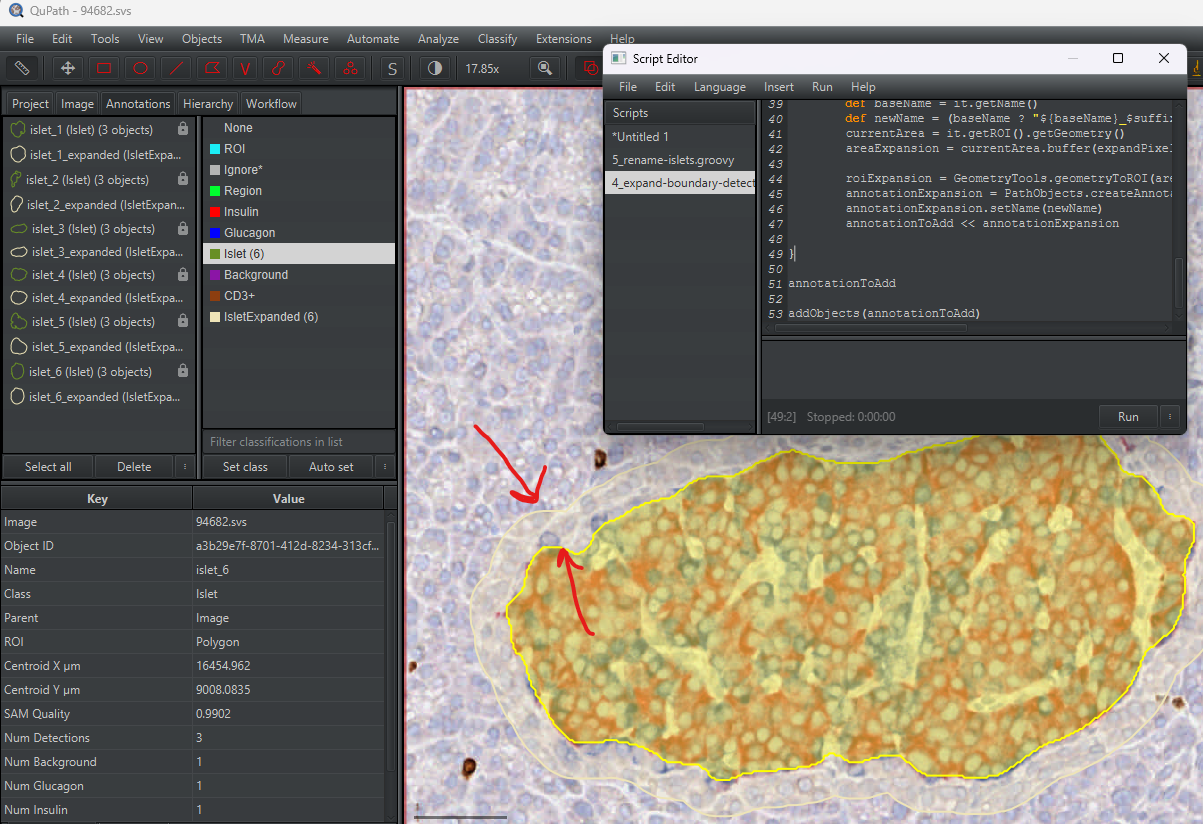 QuPath - 94682.svs
File Edit Tools View Objects TMA Measure Automate Analyze Classify Extensions Help
S 17.85x
Project Image Annotations Hierarchy Workflow
islet_1 (Islet) (3 objects)
islet_1_expanded (IsletExpa...
islet_2 (Islet) (3 objects)
islet_2_expanded (IsletExpan...
islet_3 (Islet) (3 objects)
islet_3_expanded (IsletExpan...
islet_4 (Islet) (3 objects)
islet_4_expanded (IsletExpa...
islet_5 (Islet) (3 objects)
islet_5_expanded (IsletExpa...
islet_6 (Islet) (3 objects)
islet_6_expanded (IsletExpa...
Select all Delete
None
ROI
Ignore*
Region
Insulin
Glucagon
Islet (6)
Background
CD3+
IsletExpanded (6)
Filter classifications in list
Set class Auto set
Key Value
Image 94682.svs
Object ID a3b29e7f-8701-412d-8234-313cf...
Name islet_6
Class Islet
Parent Image
ROI Polygon
Centroid X µm 16454.962
Centroid Y µm 9008.0835
SAM Quality 0.9902
Num Detections 3
Num Background 1
Num Glucagon 1
Num Insulin 1
Script Editor
File Edit Language Insert Run Help
Scripts
*Untitled 1
5_rename-islets.groovy
4_expand-boundary-detect
39 def baseName = it.getName()
40 def newName = (baseName ? "${baseName}_$suffi
41 currentArea = it.getROI().getGeometry()
42 areaExpansion = currentArea.buffer(expandPixel
43
44 roiExpansion = GeometryTools.geometryToROI(are
45 annotationExpansion = PathObjects.createAnnota
46 annotationExpansion.setName(newName)
47 annotationToAdd << annotationExpansion
48
49 }
50
51 annotationToAdd
52
53 addObjects(annotationToAdd)
[49:2] Stopped: 0:00:00
Run